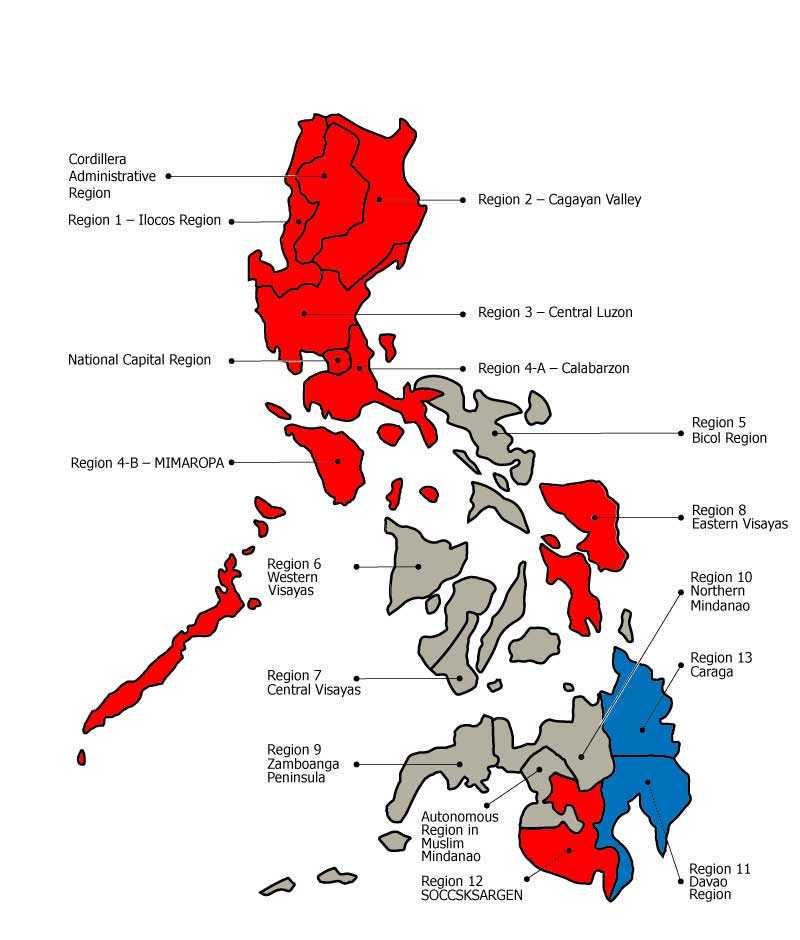 Cordillera
Administrative
Region
Region 1 – Ilocos Region
Region 2 – Cagayan Valley
Region 3 – Central Luzon
National Capital Region
Region 4-A – Calabarzon
Region 5
Bicol Region
Region 4-B – MIMAROPA
Region 8
Eastern Visayas
Region 6
Western
Visayas
Region 10
Northern
Mindanao
Region 7
Central Visayas
Region 13
Caraga
Region 9
Zamboanga
Peninsula
Autonomous
Region in
Muslim
Mindanao
Region 12
SOCCSKSARGEN
Region 11
Davao
Region